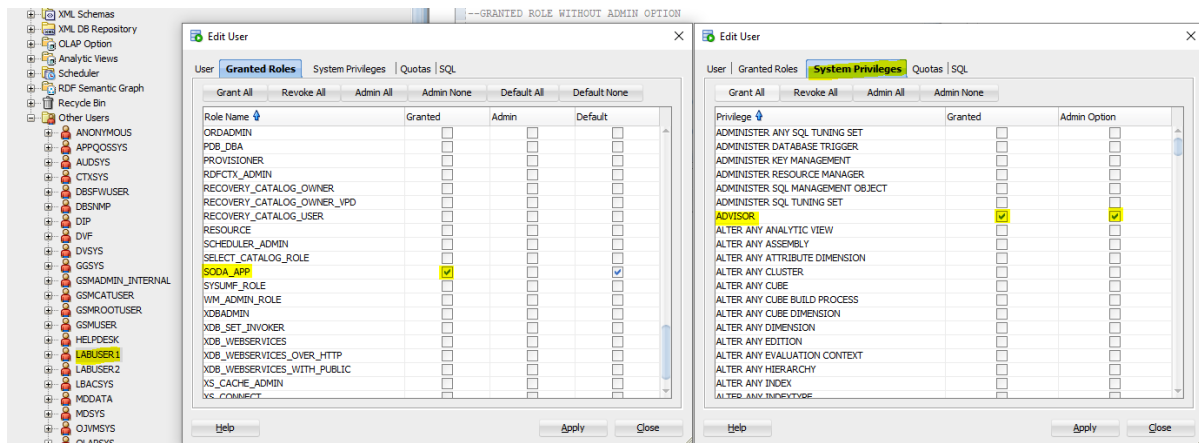 XML Schemas
XML DB Repository
OLAP Option
Analytic Views
Scheduler
RDF Semantic Graph
Recycle Bin
Other Users
ANONYMOUS
APPQOSSYS
AUDSYS
CTXSYS
DBSFWUSER
DBSNMP
DIP
DVF
DVSYS
GGSYS
GSMADMIN_INTERNAL
GSMCATUSER
GSMROOTUSER
GSMUSER
HELPDESK
LABUSER1
LABUSER2
LBACSYS
MDDATA
MDSYS
OJVMSYS
OLAPSYS
--GRANTED ROLE WITHOUT ADMIN OPTION
Edit User
User Granted Roles System Privileges Quotas SQL
Grant All Revoke All Admin All Admin None Default All Default None
Role Name Granted Admin Default
ORDADMIN
PDB_DBA
PROVISIONER
RDFCTX_ADMIN
RECOVERY_CATALOG_OWNER
RECOVERY_CATALOG_OWNER_VPD
RECOVERY_CATALOG_USER
RESOURCE
SCHEDULER_ADMIN
SELECT_CATALOG_ROLE
SODA_APP
SYSUMF_ROLE
WM_ADMIN_ROLE
XDBADMIN
XDB_SET_INVOKER
XDB_WEBSERVICES
XDB_WEBSERVICES_OVER_HTTP
XDB_WEBSERVICES_WITH_PUBLIC
XS_CACHE_ADMIN
XS_CONNECT
Help Apply Close
Edit User
User Granted Roles System Privileges Quotas SQL
Grant All Revoke All Admin All Admin None
Privilege Granted Admin Option
ADMINISTER ANY SQL TUNING SET
ADMINISTER DATABASE TRIGGER
ADMINISTER KEY MANAGEMENT
ADMINISTER RESOURCE MANAGER
ADMINISTER SQL MANAGEMENT OBJECT
ADMINISTER SQL TUNING SET
ADVISOR
ALTER ANY ANALYTIC VIEW
ALTER ANY ASSEMBLY
ALTER ANY ATTRIBUTE DIMENSION
ALTER ANY CLUSTER
ALTER ANY CUBE
ALTER ANY CUBE BUILD PROCESS
ALTER ANY CUBE DIMENSION
ALTER ANY DIMENSION
ALTER ANY EDITION
ALTER ANY EVALUATION CONTEXT
ALTER ANY HIERARCHY
ALTER ANY INDEX
ALTER ANY INDEXTYPE
Help Apply Close